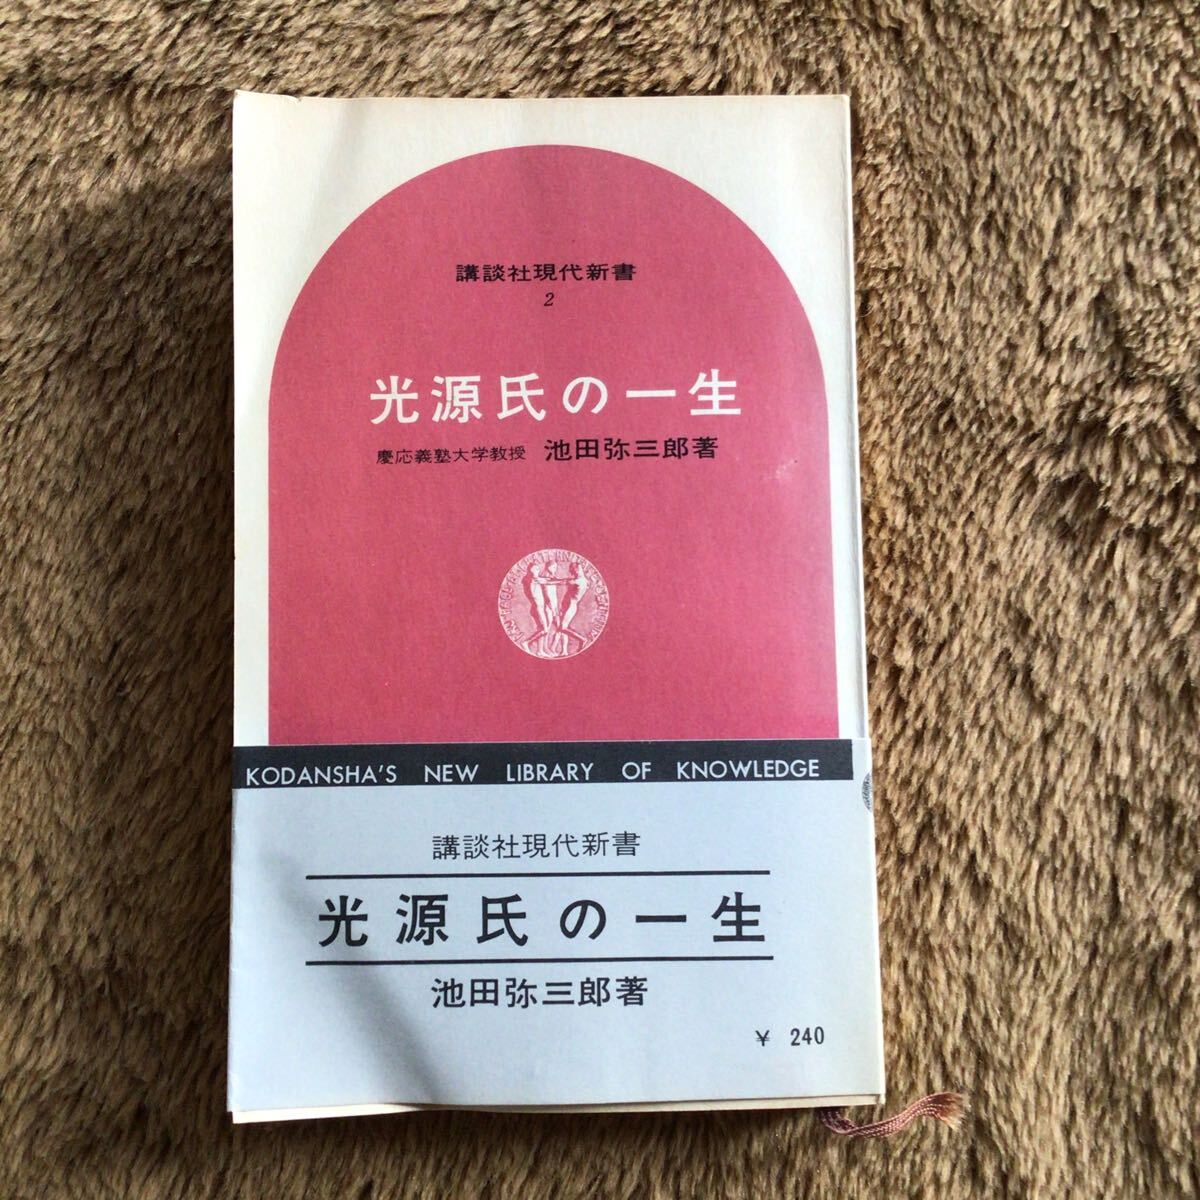 講談社現代新書
2
光源氏の一生
慶応義塾大学教授 池田弥三郎著
KODANSHA'S NEW LIBRARY OF KNOWLEDGE
講談社現代新書
光源氏の一生
池田弥三郎著
¥ 240